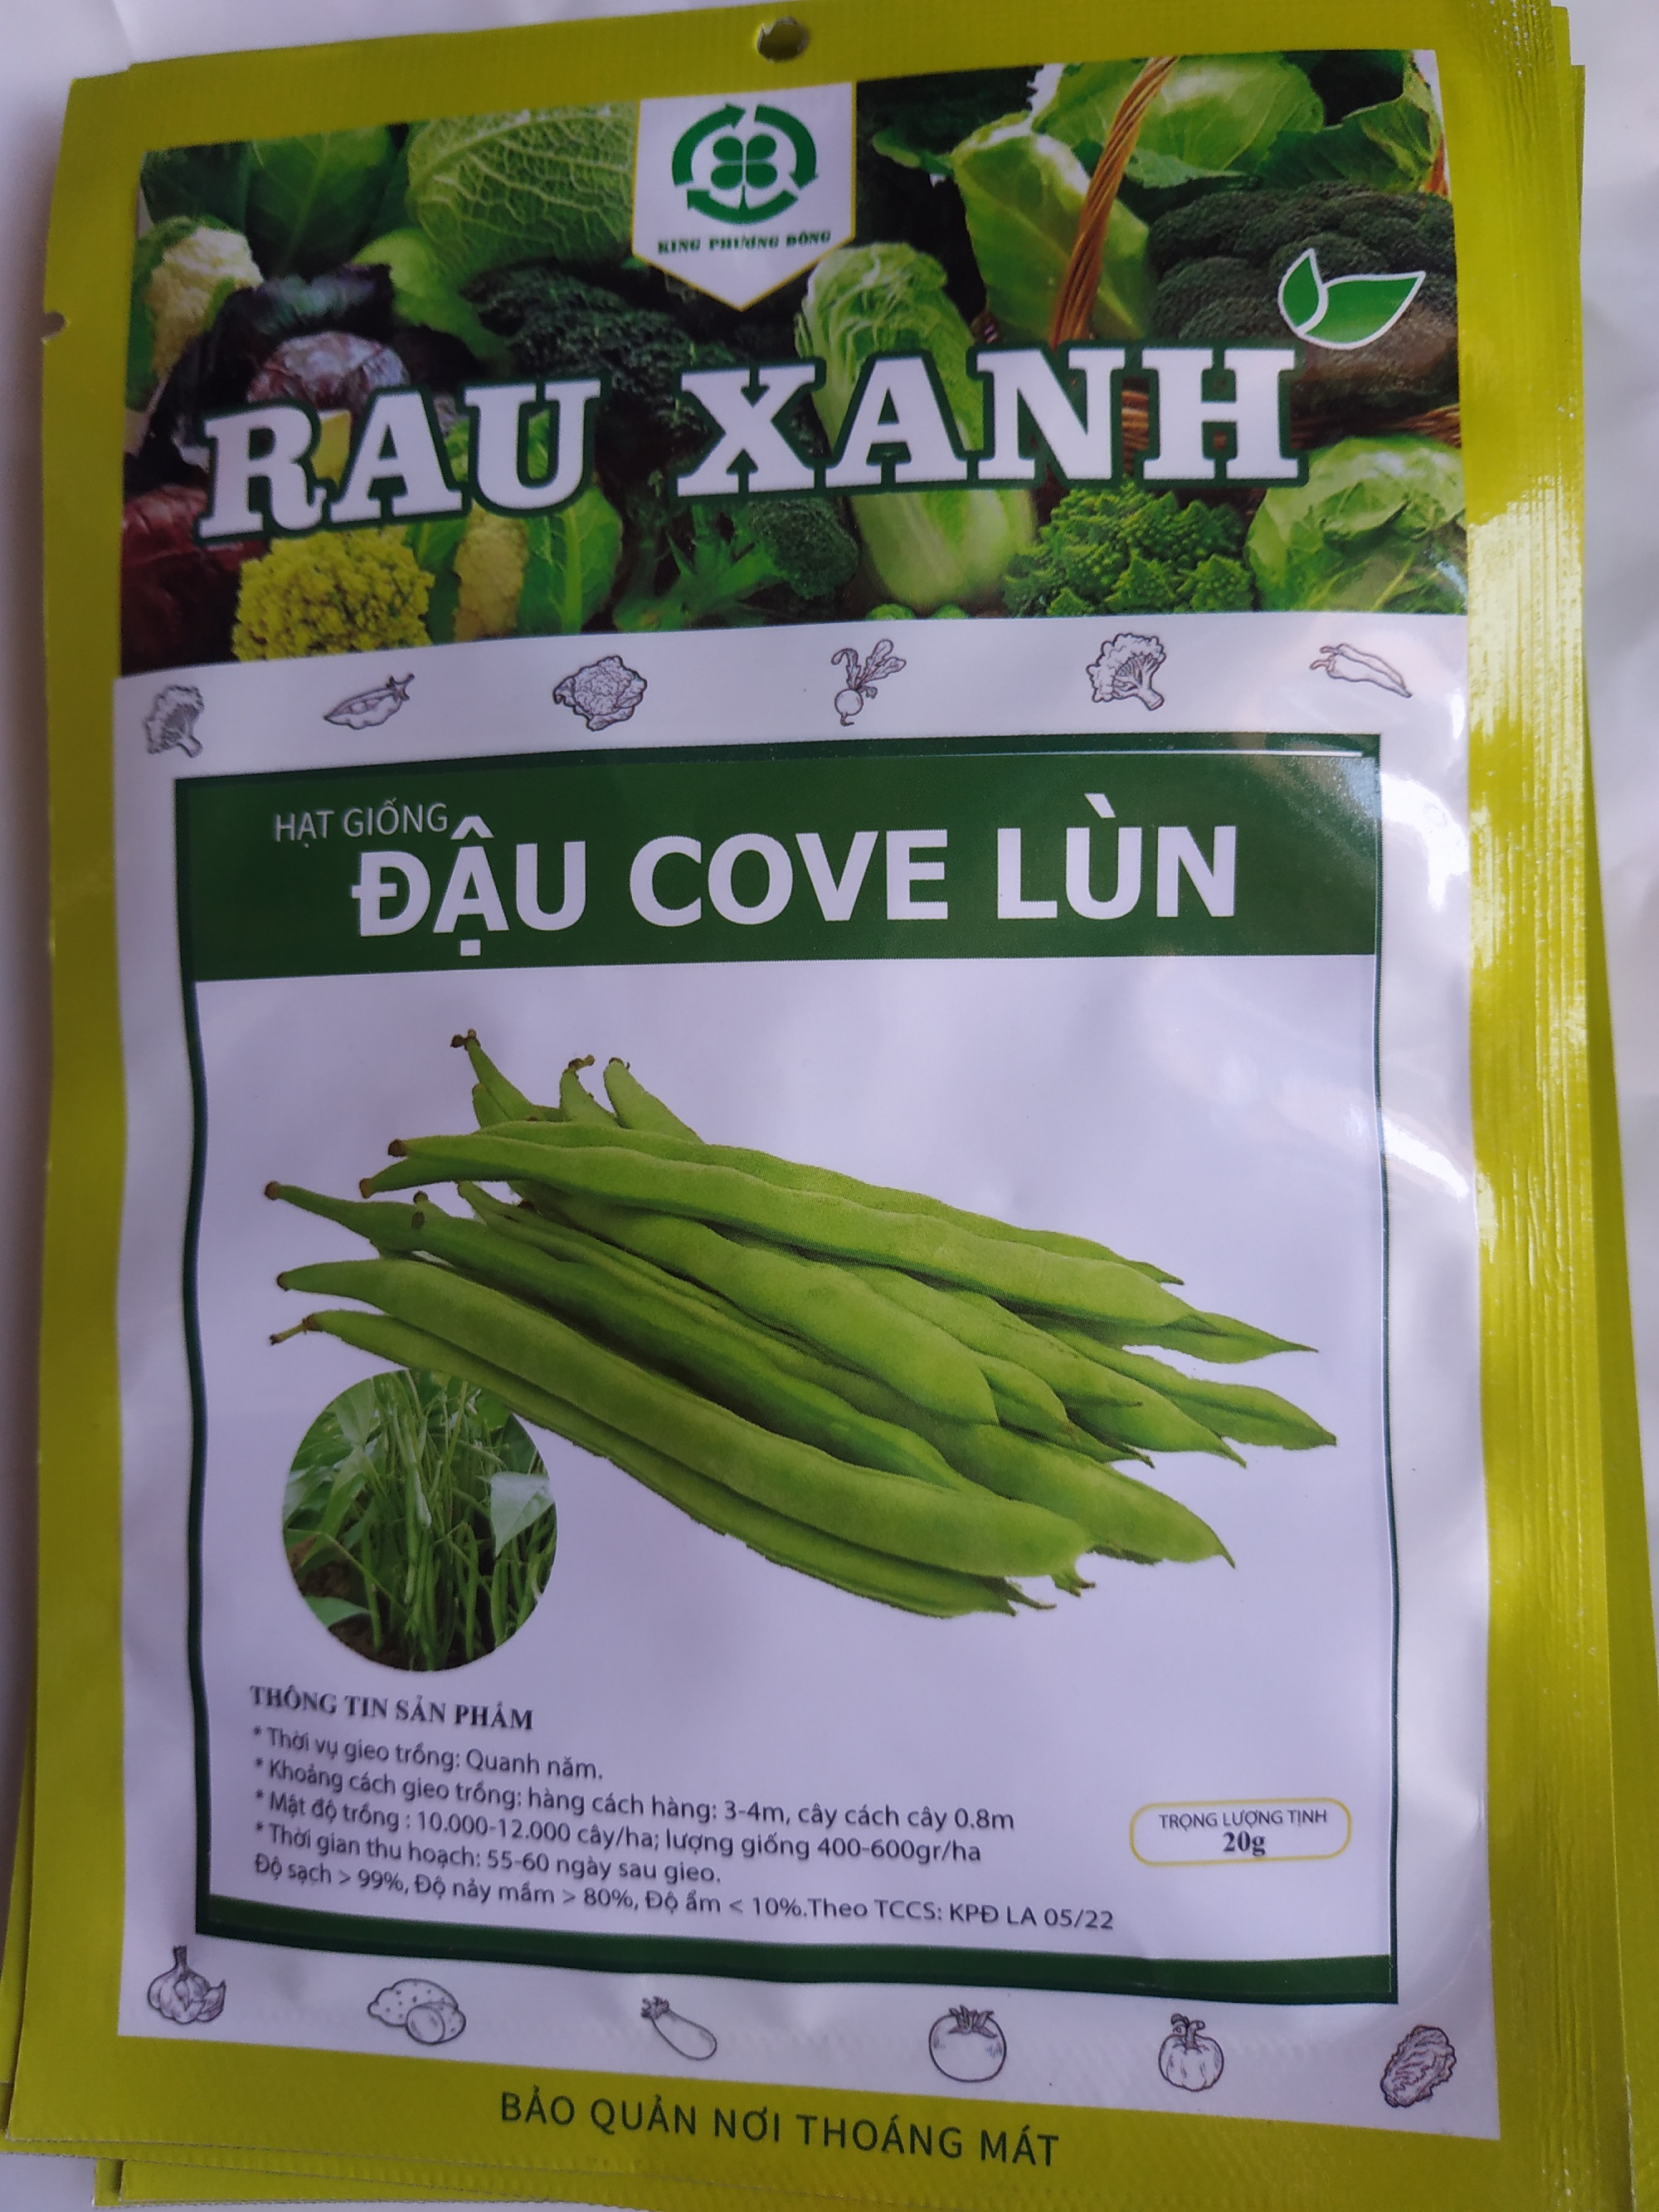 KING PHƯƠNG ĐÔNG
RAU XANH
HẠT GIỐNG
ĐẬU COVE LÙN
THÔNG TIN SẢN PHẨM
* Thời vụ gieo trồng: Quanh năm.
* Khoảng cách gieo trồng: hàng cách hàng: 3-4m, cây cách cây 0.8m
* Mật độ trồng : 10.000-12.000 cây/ha; lượng giống 400-600gr/ha
* Thời gian thu hoạch: 55-60 ngày sau gieo.
Độ sạch > 99%, Độ nảy mầm > 80%, Độ ẩm < 10%.Theo TCCS: KPĐ LA 05/22
TRỌNG LƯỢNG TỊNH
20g
BẢO QUẢN NƠI THOÁNG MÁT